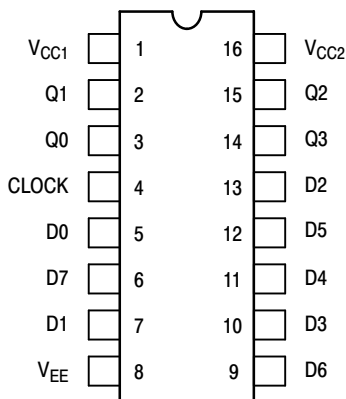 VCC1 1 16 VCC2
Q1 2 15 Q2
Q0 3 14 Q3
CLOCK 4 13 D2
D0 5 12 D5
D7 6 11 D4
D1 7 10 D3
VEE 8 9 D6